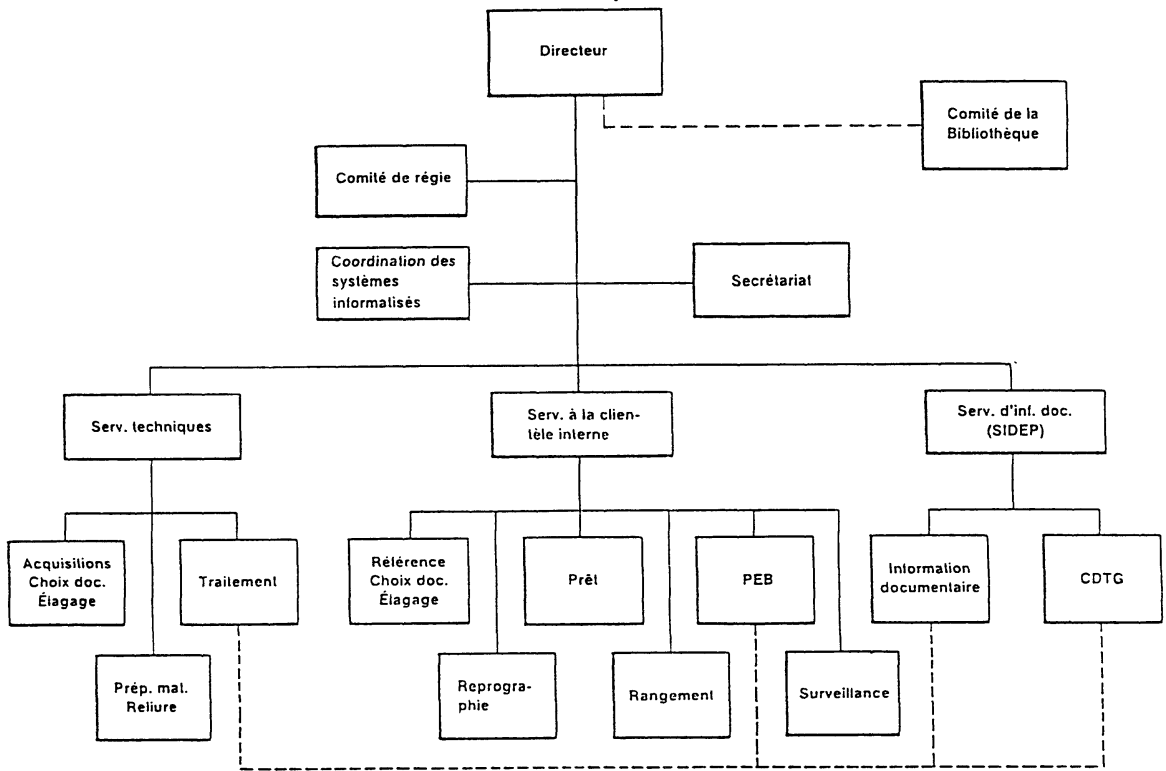 Directeur
Comité de la
Bibliothèque
Comité de régie
Coordination des
systèmes
informatisés
Secrétariat
Serv. techniques
Serv. à la clien-
tèle interne
Serv. d'inf. doc.
(SIDEP)
Acquisitions
Choix doc.
Élagage
Traitement
Référence
Choix doc.
Élagage
Prêt
PEB
Information
documentaire
CDTG
Prép. mat.
Reliure
Reprogra-
phie
Rangement
Surveillance